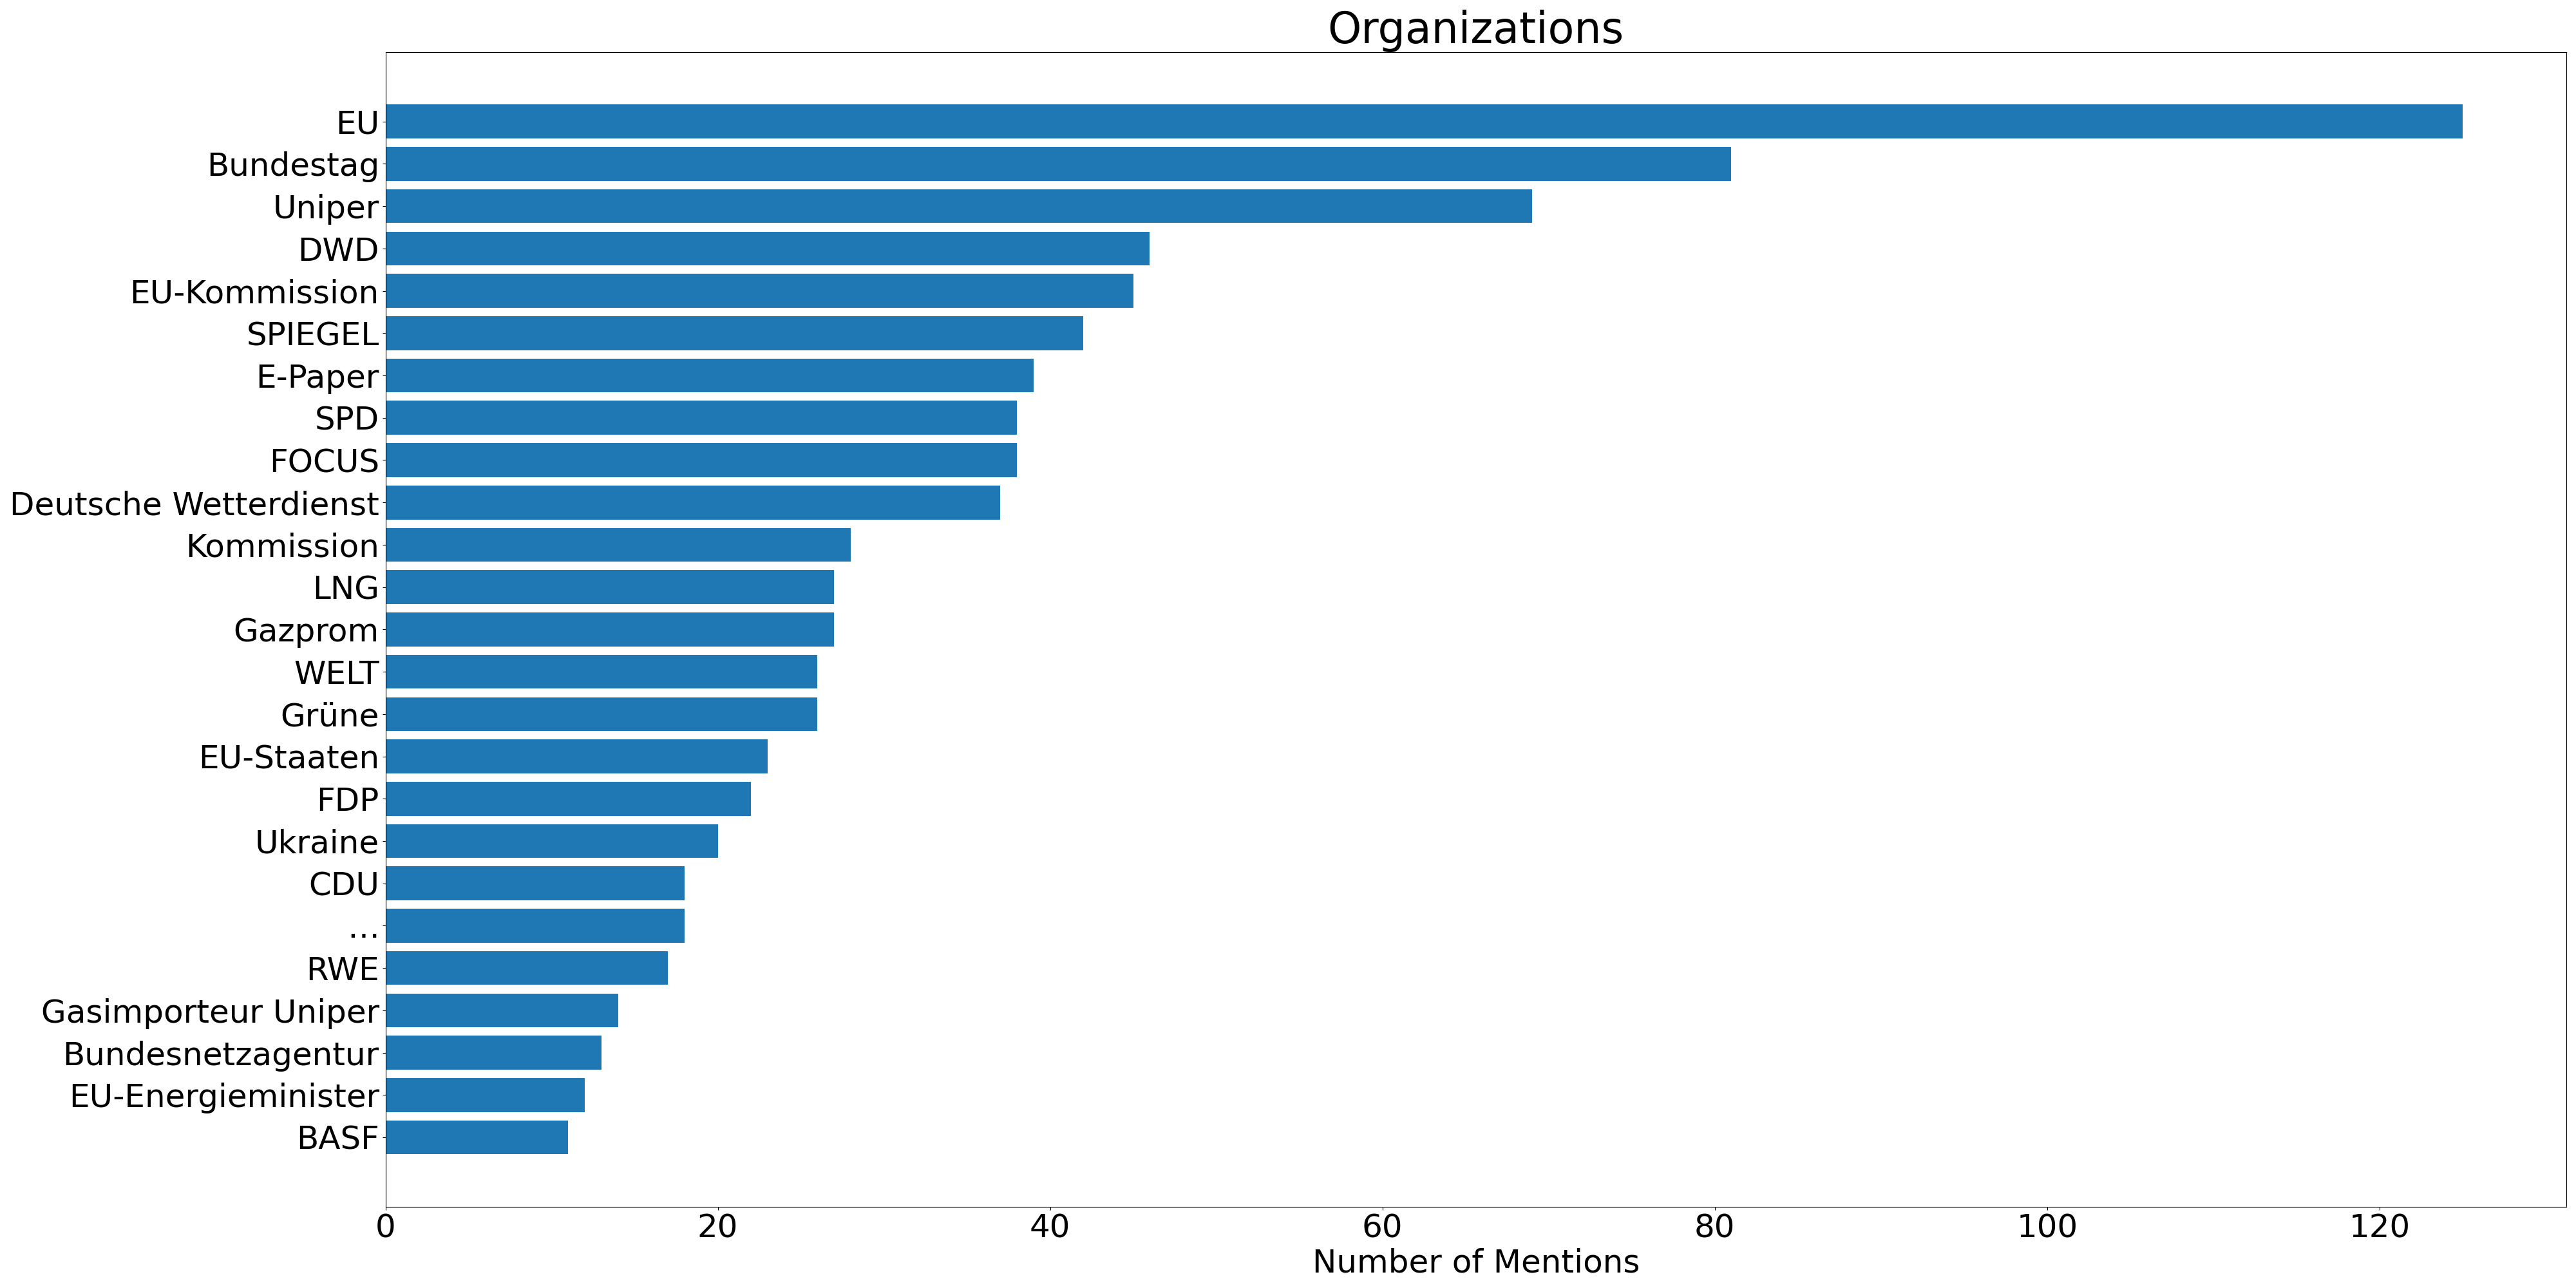 Organizations
EU
Bundestag
Uniper
DWD
EU-Kommission
SPIEGEL
E-Paper
SPD
FOCUS
Deutsche Wetterdienst
Kommission
LNG
Gazprom
WELT
Grüne
EU-Staaten
FDP
Ukraine
CDU
...
RWE
Gasimporteur Uniper
Bundesnetzagentur
EU-Energieminister
BASF
0 20 40 60 80 100 120
Number of Mentions